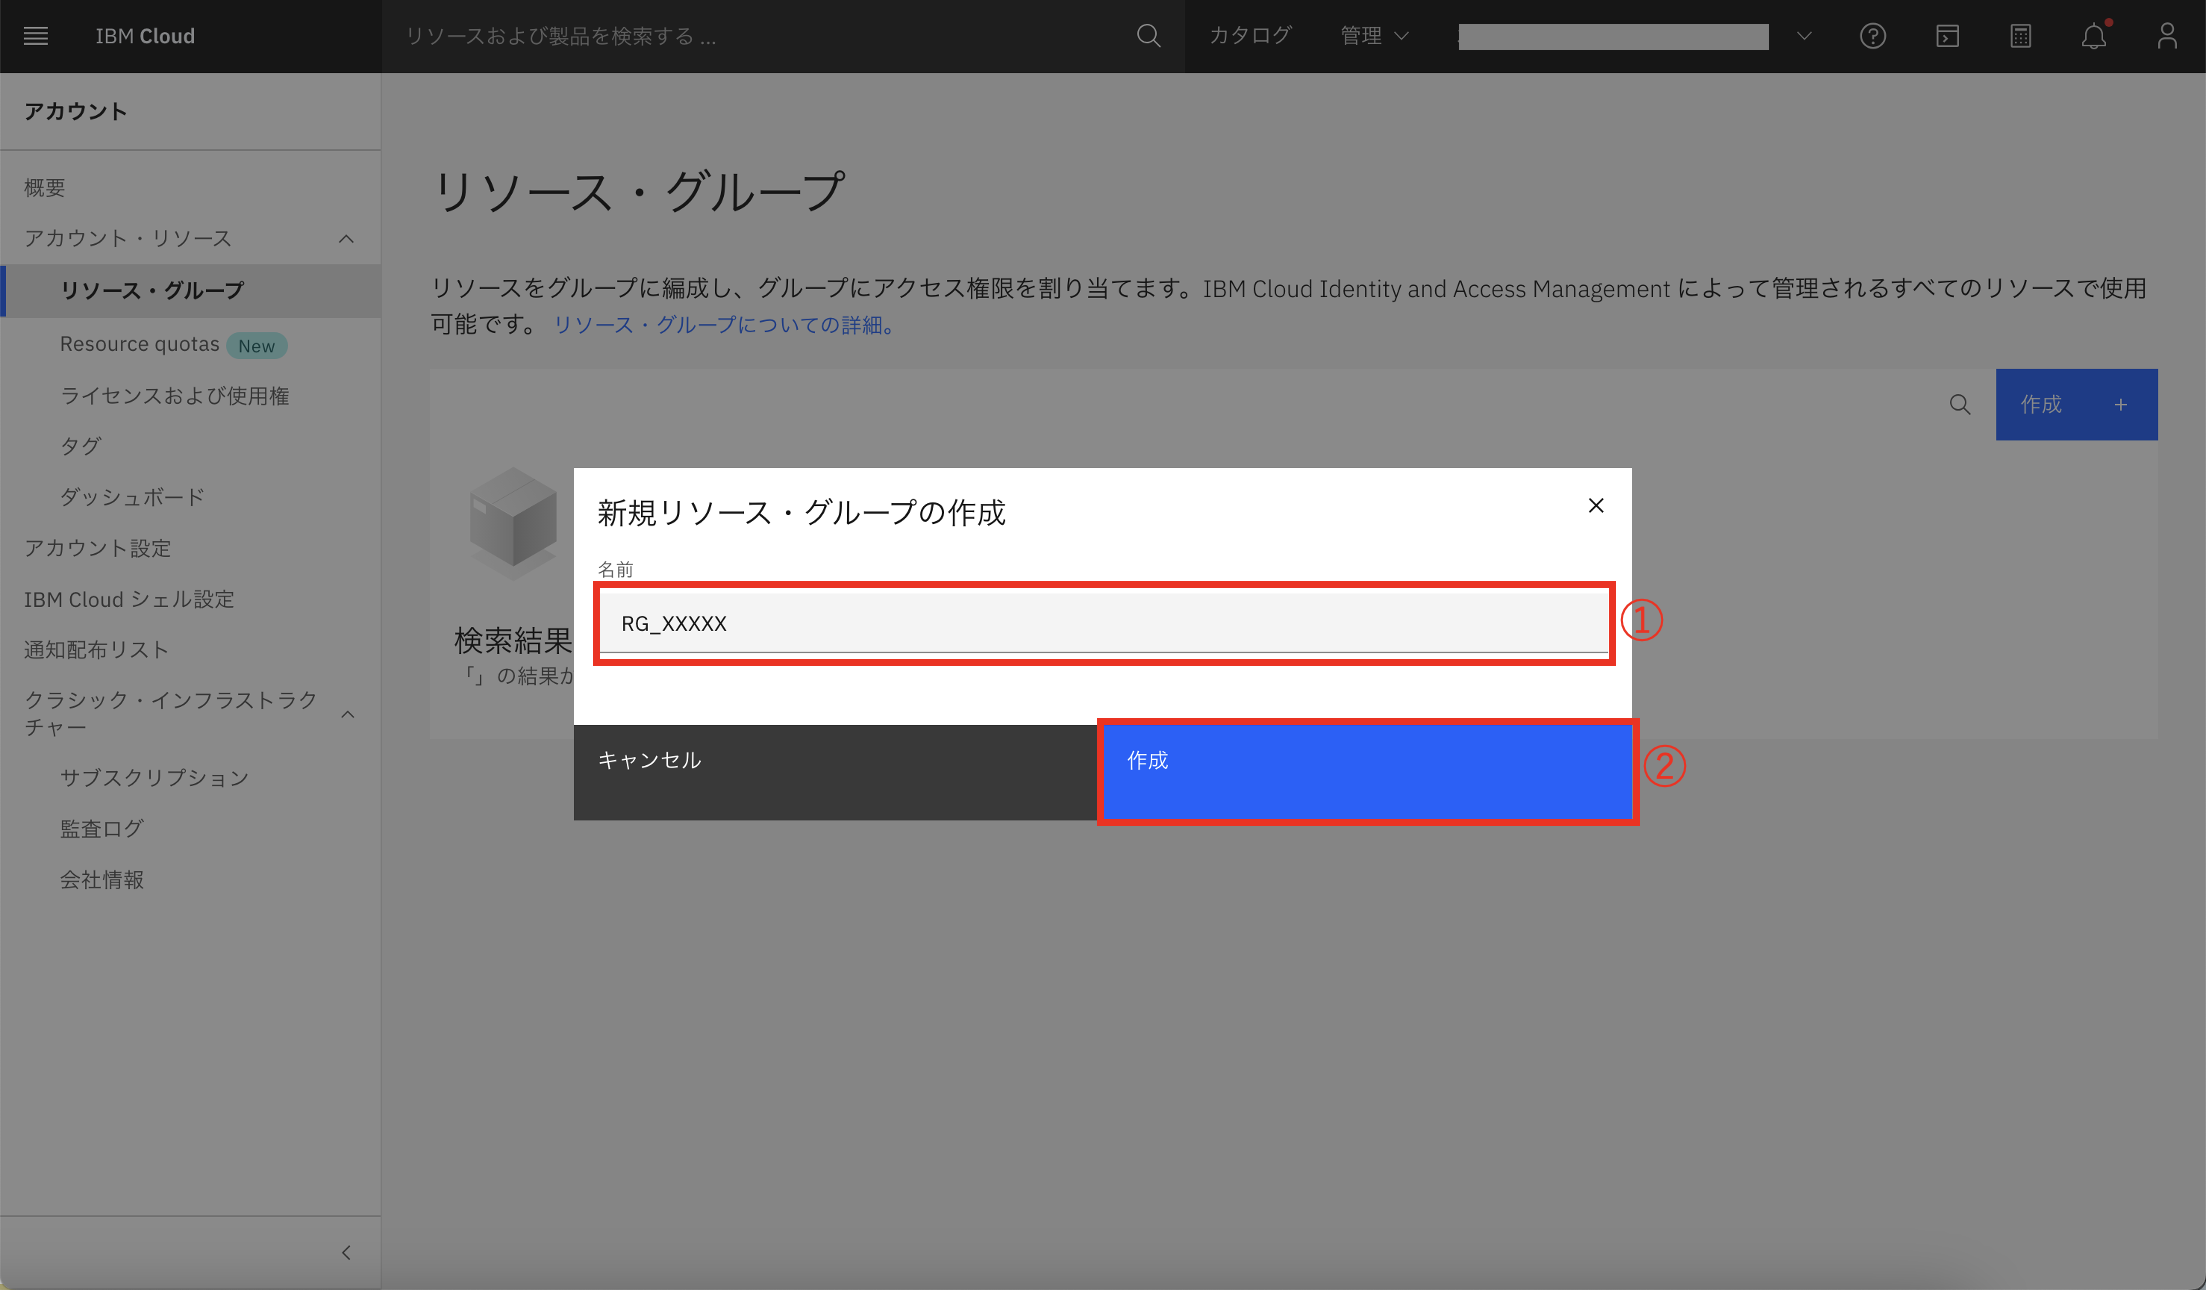 IBM Cloud
リソースおよび製品を検索する ...
カタログ
管理
アカウント
概要
アカウント・リソース
リソース・グループ
Resource quotas New
ライセンスおよび使用権
タグ
ダッシュボード
アカウント設定
IBM Cloud シェル設定
通知配布リスト
クラシック・インフラストラク
チャー
サブスクリプション
監査ログ
会社情報
リソース・グループ
リソースをグループに編成し、グループにアクセス権限を割り当てます。IBM Cloud Identity and Access Management によって管理されるすべてのリソースで使用
可能です。 リソース・グループについての詳細。
作成 +
検索結果
「」の結果が
新規リソース・グループの作成
名前
RG_XXXXX
①
キャンセル
作成
②